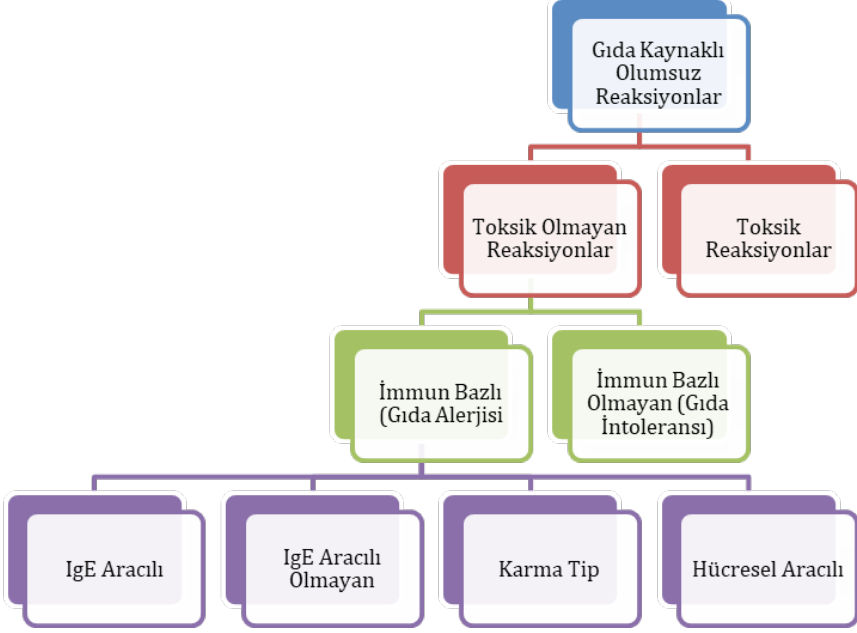 Gıda Kaynaklı
Olumsuz
Reaksiyonlar
Toksik Olmayan
Reaksiyonlar
Toksik
Reaksiyonlar
İmmun Bazlı
(Gıda Alerjisi
İmmun Bazlı
Olmayan (Gıda
İntoleransı)
IgE Aracılı
IgE Aracılı
Olmayan
Karma Tip
Hücresel Aracılı